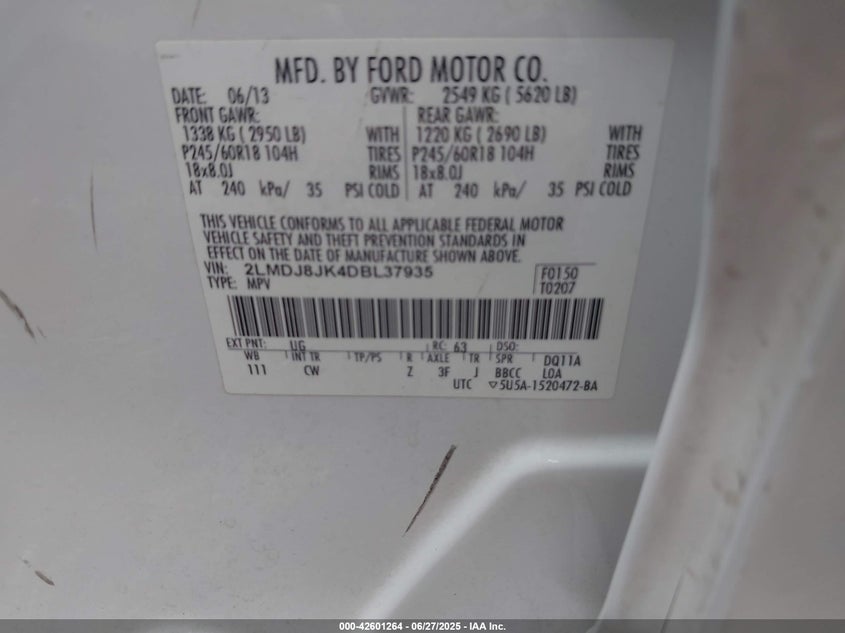 MFD. BY FORD MOTOR CO.
DATE: 06/13 GVWR: 2549 KG ( 5620 LB)
FRONT GAWR: REAR GAWR:
1338 KG ( 2950 LB) WITH 1220 KG ( 2690 LB) WITH
P245/60R18 104H TIRES P245/60R18 104H TIRES
18x8.0J RIMS 18x8.0J RIMS
AT 240 kPa/ 35 PSI COLD AT 240 kPa/ 35 PSI COLD
THIS VEHICLE CONFORMS TO ALL APPLICABLE FEDERAL MOTOR
VEHICLE SAFETY AND THEFT PREVENTION STANDARDS IN
EFFECT ON THE DATE OF MANUFACTURE SHOWN ABOVE.
VIN: 2LMDJ8JK4DBL37935 F0150
TYPE: MPV T0207
EXT PNT: UG RC: 63 DSO:
WB INT TR TP/PS R AXLE TR SPR DQ11A
111 CW Z 3F J BBCC LOA
UTC ▽5U5A-1520472-BA
000-42601264 - 06/27/2025 - IAA Inc.